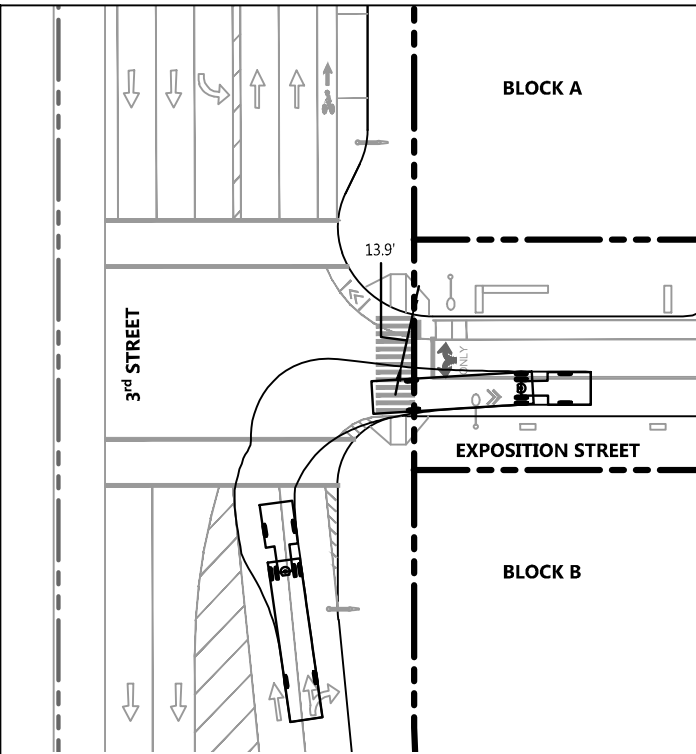 BLOCK A
13.9'
3rd STREET
ONLY
EXPOSITION STREET
BLOCK B